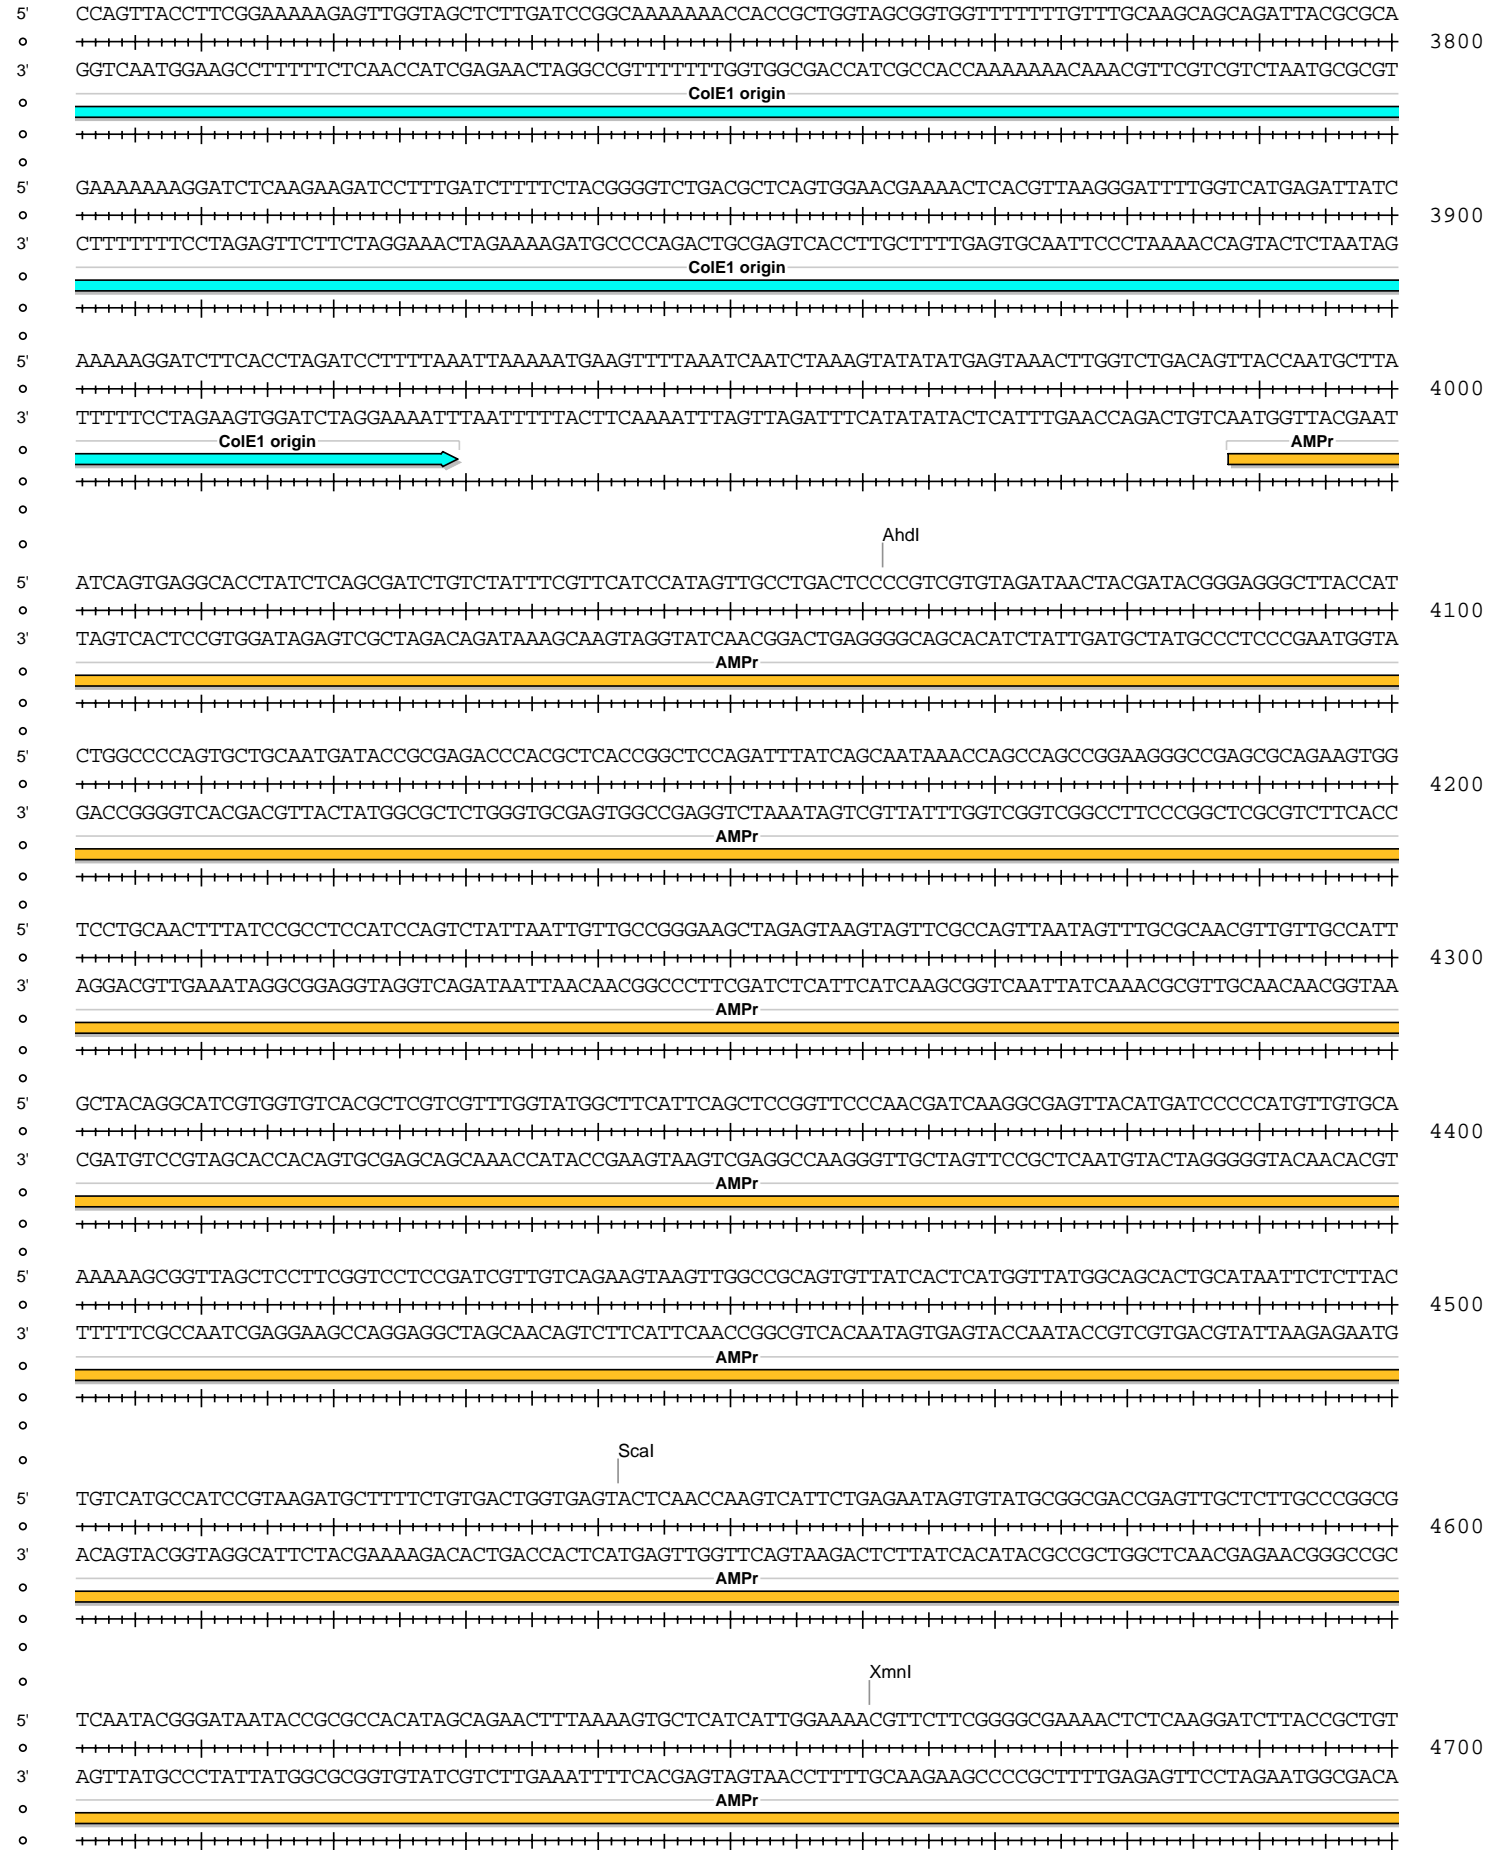 5' CCAGTTACCTTCGGAAAAAGAGTTGGTAGCTCTTGATCCGGCAAAAAAACCACCGCTGGTAGCGGTGGTTTTTTTGTTTGCAAGCAGCAGATTACGCGCA
3800
3' GGTCAATGGAAGCCTTTTTCTCAACCATCGAGAACTAGGCCGTTTTTTTGGTGGCGACCATCGCCACCAAAAAAACAAACGTTCGTCGTCTAATGCGCGT
ColE1 origin
5' GAAAAAAAGGATCTCAAGAAGATCCTTTGATCTTTTCTACGGGGTCTGACGCTCAGTGGAACGAAAACTCACGTTAAGGGATTTTGGTCATGAGATTATC
3900
3' CTTTTTTTCCTAGAGTTCTTCTAGGAAACTAGAAAAGATGCCCCAGACTGCGAGTCACCTTGCTTTTGAGTGCAATTCCCTAAAACCAGTACTCTAATAG
ColE1 origin
5' AAAAAGGATCTTCACCTAGATCCTTTTAAATTAAAAATGAAGTTTTAAATCAATCTAAAGTATATATGAGTAAACTTGGTCTGACAGTTACCAATGCTTA
4000
3' TTTTTCCTAGAAGTGGATCTAGGAAAATTTAATTTTTACTTCAAAATTTAGTTAGATTTCATATATACTCATTTGAACCAGACTGTCAATGGTTACGAAT
ColE1 origin AMPr
AhdI
5' ATCAGTGAGGCACCTATCTCAGCGATCTGTCTATTTCGTTCATCCATAGTTGCCTGACTCCCCGTCGTGTAGATAACTACGATACGGGAGGGCTTACCAT
4100
3' TAGTCACTCCGTGGATAGAGTCGCTAGACAGATAAAGCAAGTAGGTATCAACGGACTGAGGGGCAGCACATCTATTGATGCTATGCCCTCCCGAATGGTA
AMPr
5' CTGGCCCCAGTGCTGCAATGATACCGCGAGACCCACGCTCACCGGCTCCAGATTTATCAGCAATAAACCAGCCAGCCGGAAGGGCCGAGCGCAGAAGTGG
4200
3' GACCGGGGTCACGACGTTACTATGGCGCTCTGGGTGCGAGTGGCCGAGGTCTAAATAGTCGTTATTTGGTCGGTCGGCCTTCCCGGCTCGCGTCTTCACC
AMPr
5' TCCTGCAACTTTATCCGCCTCCATCCAGTCTATTAATTGTTGCCGGGAAGCTAGAGTAAGTAGTTCGCCAGTTAATAGTTTGCGCAACGTTGTTGCCATT
4300
3' AGGACGTTGAAATAGGCGGAGGTAGGTCAGATAATTAACAACGGCCCTTCGATCTCATTCATCAAGCGGTCAATTATCAAACGCGTTGCAACAACGGTAA
AMPr
5' GCTACAGGCATCGTGGTGTCACGCTCGTCGTTTGGTATGGCTTCATTCAGCTCCGGTTCCCAACGATCAAGGCGAGTTACATGATCCCCCATGTTGTGCA
4400
3' CGATGTCCGTAGCACCACAGTGCGAGCAGCAAACCATACCGAAGTAAGTCGAGGCCAAGGGTTGCTAGTTCCGCTCAATGTACTAGGGGGTACAACACGT
AMPr
5' AAAAAGCGGTTAGCTCCTTCGGTCCTCCGATCGTTGTCAGAAGTAAGTTGGCCGCAGTGTTATCACTCATGGTTATGGCAGCACTGCATAATTCTCTTAC
4500
3' TTTTTCGCCAATCGAGGAAGCCAGGAGGCTAGCAACAGTCTTCATTCAACCGGCGTCACAATAGTGAGTACCAATACCGTCGTGACGTATTAAGAGAATG
AMPr
ScaI
5' TGTCATGCCATCCGTAAGATGCTTTTCTGTGACTGGTGAGTACTCAACCAAGTCATTCTGAGAATAGTGTATGCGGCGACCGAGTTGCTCTTGCCCGGCG
4600
3' ACAGTACGGTAGGCATTCTACGAAAAGACACTGACCACTCATGAGTTGGTTCAGTAAGACTCTTATCACATACGCCGCTGGCTCAACGAGAACGGGCCGC
AMPr
XmnI
5' TCAATACGGGATAATACCGCGCCACATAGCAGAACTTTAAAAGTGCTCATCATTGGAAAACGTTCTTCGGGGCGAAAACTCTCAAGGATCTTACCGCTGT
4700
3' AGTTATGCCCTATTATGGCGCGGTGTATCGTCTTGAAATTTTCACGAGTAGTAACCTTTTGCAAGAAGCCCCGCTTTTGAGAGTTCCTAGAATGGCGACA
AMPr